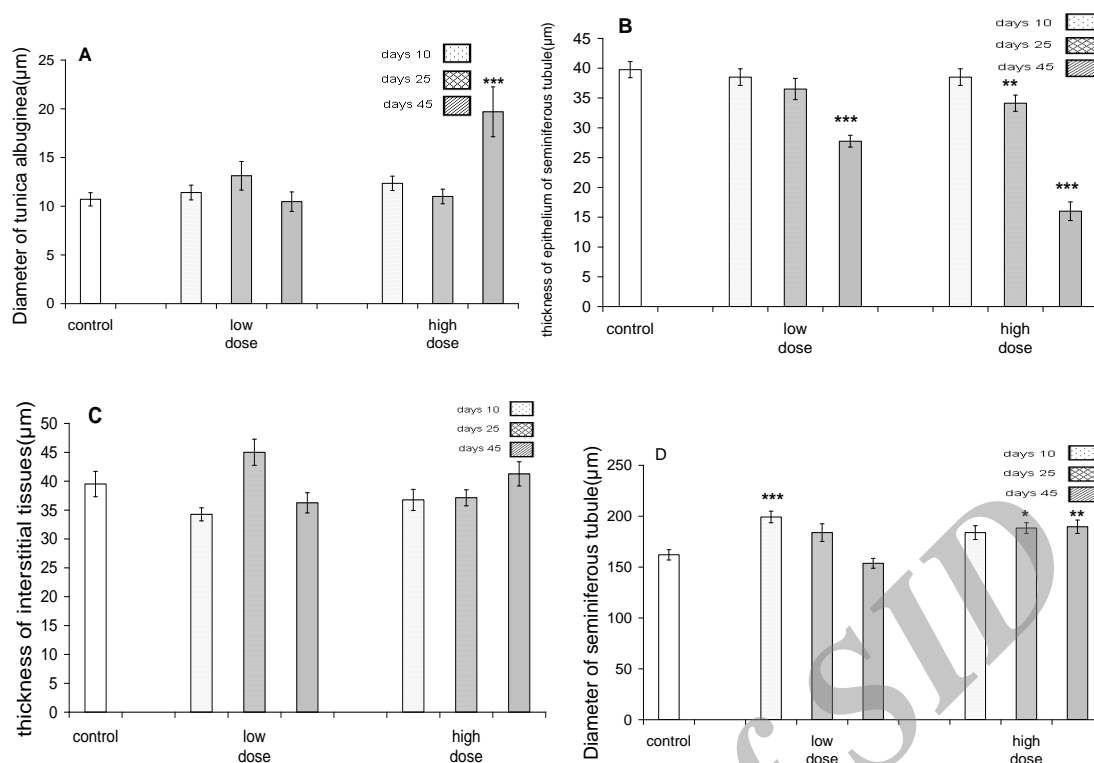 A
days 10
days 25
days 45
Diameter of tunica albuginea(µm)
25
20
15
10
5
0
***
control
low
dose
high
dose
B
days 10
days 25
days 45
thickness of epithelium of seminiferous tubule(µm)
45
40
35
30
25
20
15
10
5
0
***
**
***
control
low
dose
high
dose
C
days 10
days 25
days 45
thickness of interstitial tissues(µm)
50
45
40
35
30
25
20
15
10
5
0
control
low
dose
high
dose
D
days 10
days 25
days 45
Diameter of seminiferous tubule(µm)
250
200
150
100
50
0
***
*
**
control
low
dose
high
dose
of SID